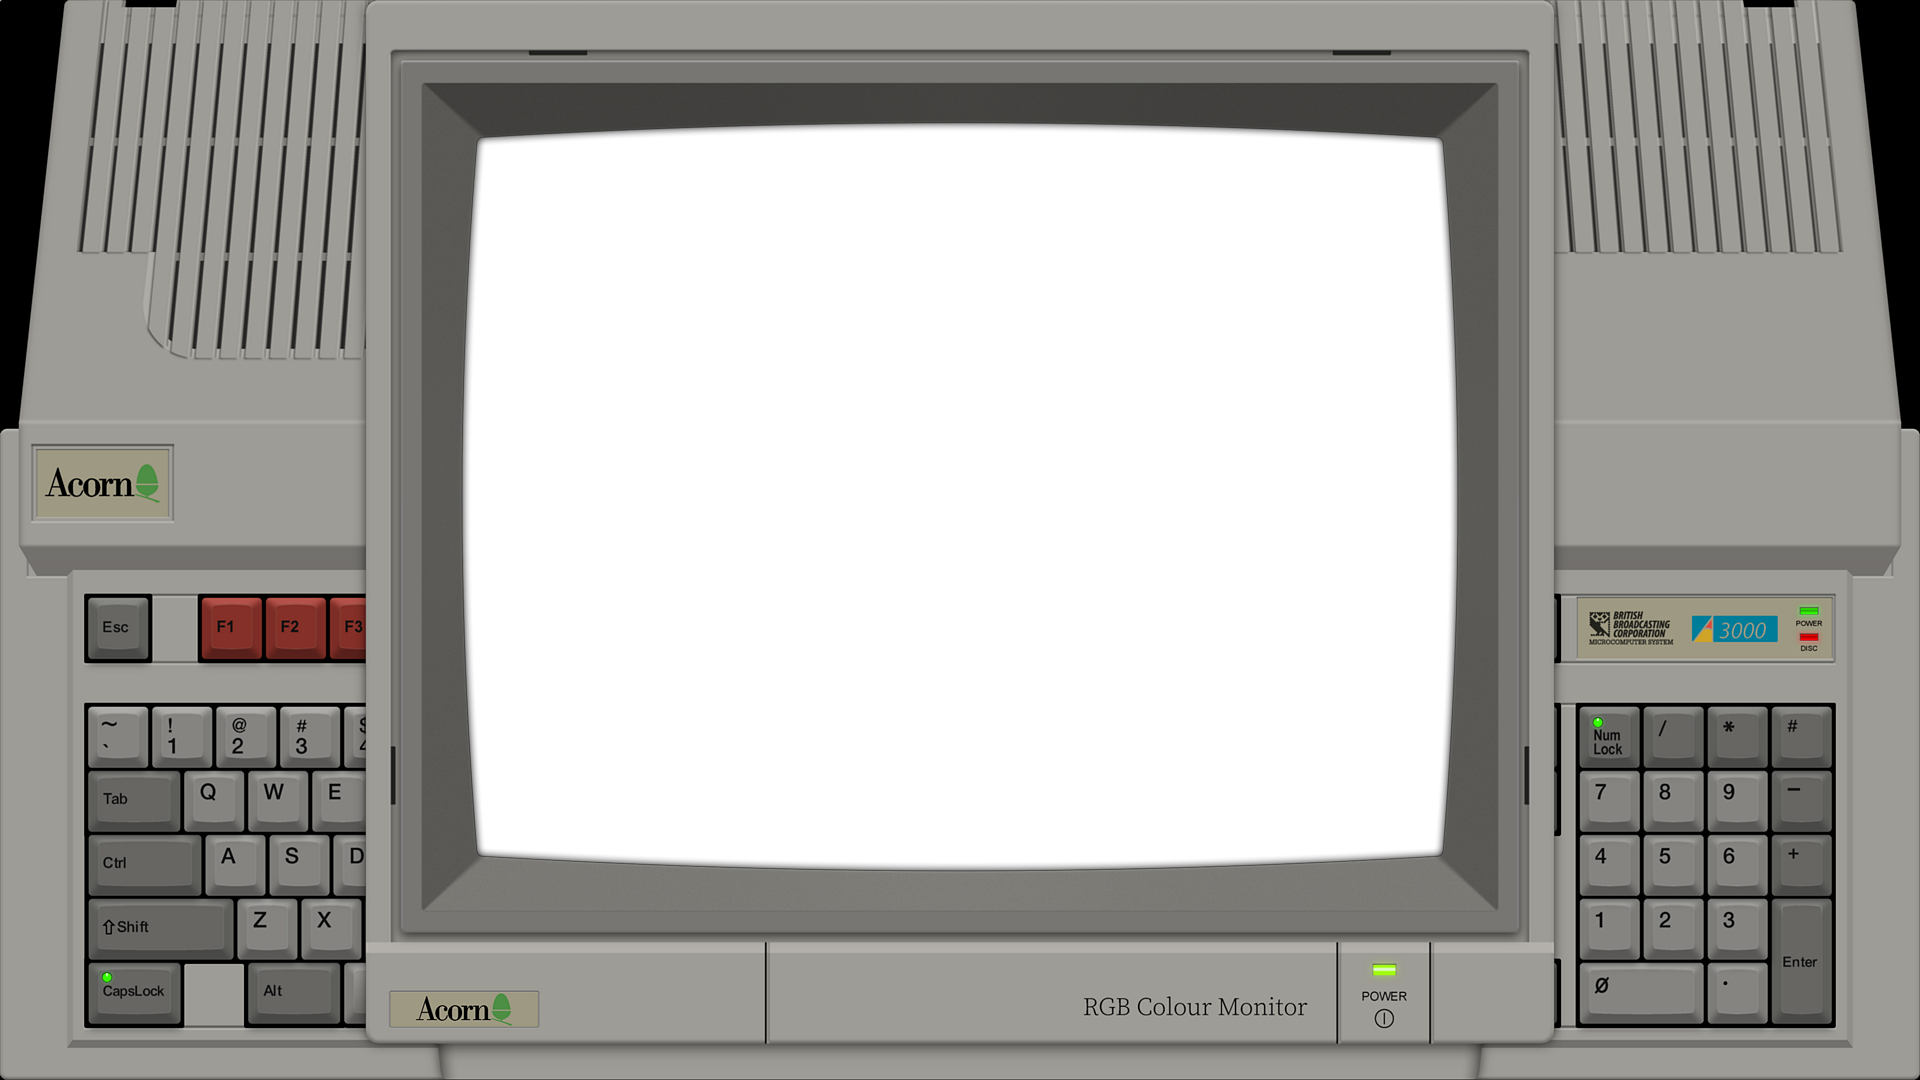 Acorn
Esc
F1
F2
F3
BRITISH
BROADCASTING
CORPORATION
MICROCOMPUTER SYSTEM
3000
POWER
DISC
~
`
!
1
@
2
#
3
$
4
Num
Lock
/
*
#
Tab
Q
W
E
7
8
9
−
Ctrl
A
S
D
4
5
6
+
⇧Shift
Z
X
1
2
3
Enter
CapsLock
Alt
Ø
.
Acorn
RGB Colour Monitor
POWER